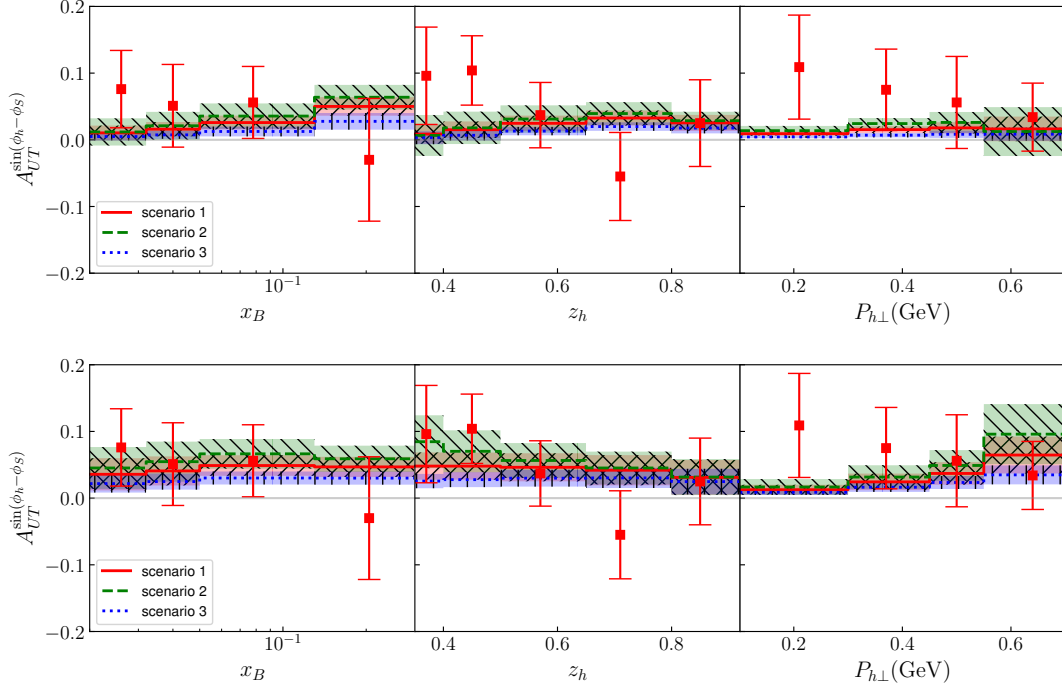 0.2
0.1
0.0
−0.1
−0.2
A_{UT}^{sin(ϕ_h−ϕ_S)}
scenario 1
scenario 2
scenario 3
10^{−1}
0.4 0.6 0.8
0.2 0.4 0.6
x_B
z_h
P_{h⊥}(GeV)
0.2
0.1
0.0
−0.1
−0.2
A_{UT}^{sin(ϕ_h−ϕ_S)}
scenario 1
scenario 2
scenario 3
10^{−1}
0.4 0.6 0.8
0.2 0.4 0.6
x_B
z_h
P_{h⊥}(GeV)